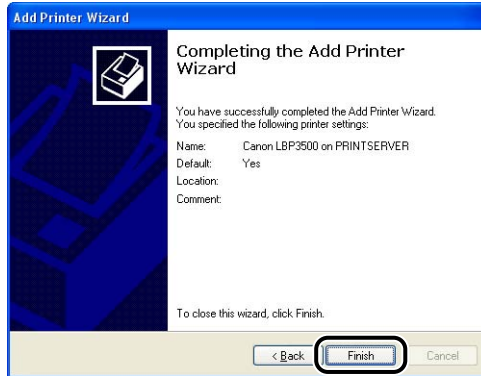 Add Printer Wizard
Completing the Add Printer
Wizard
You have successfully completed the Add Printer Wizard.
You specified the following printer settings:
Name: Canon LBP3500 on PRINTSERVER
Default: Yes
Location:
Comment:
To close this wizard, click Finish.
< Back Finish Cancel